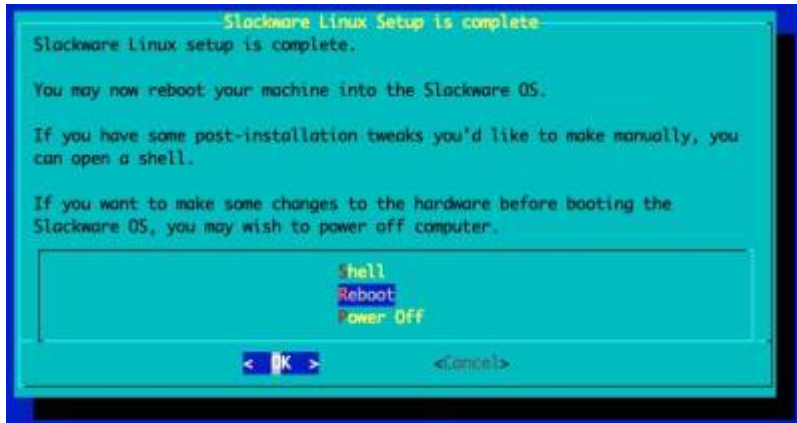 Slackware Linux Setup is complete
Slackware Linux setup is complete.
You may now reboot your machine into the Slackware OS.
If you have some post-installation tweaks you'd like to make manually, you
can open a shell.
If you want to make some changes to the hardware before booting the
Slackware OS, you may wish to power off computer.
Shell
Reboot
Power Off
< OK > <Cancel>